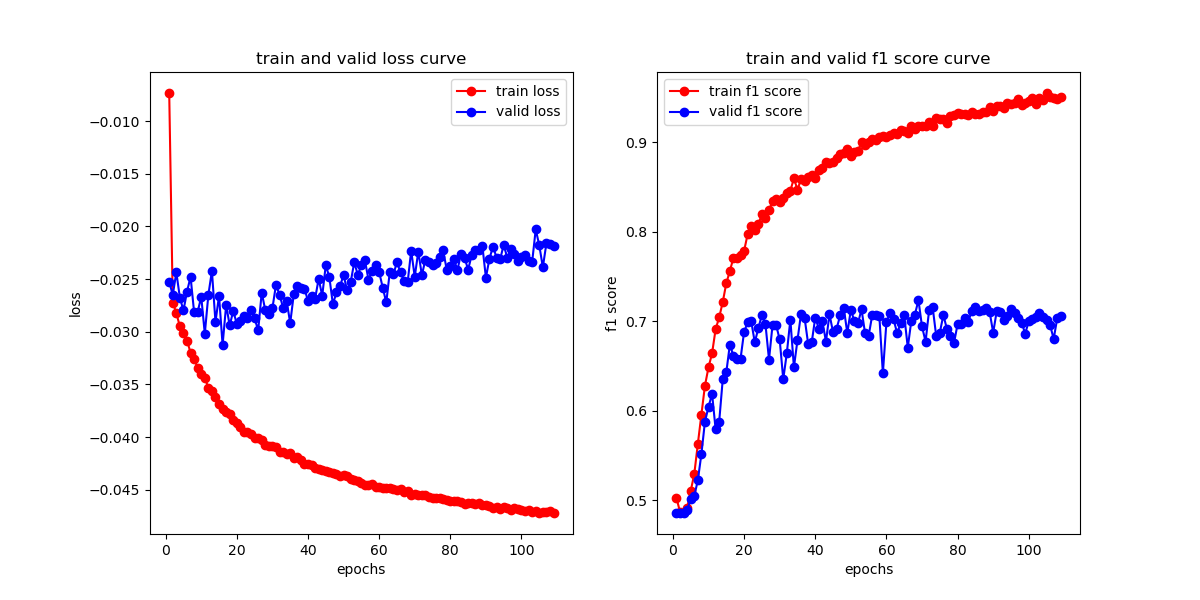 train and valid loss curve
train loss
valid loss
−0.010
−0.015
−0.020
−0.025
−0.030
−0.035
−0.040
−0.045
loss
0
20
40
60
80
100
epochs
train and valid f1 score curve
train f1 score
valid f1 score
0.9
0.8
0.7
0.6
0.5
f1 score
0
20
40
60
80
100
epochs